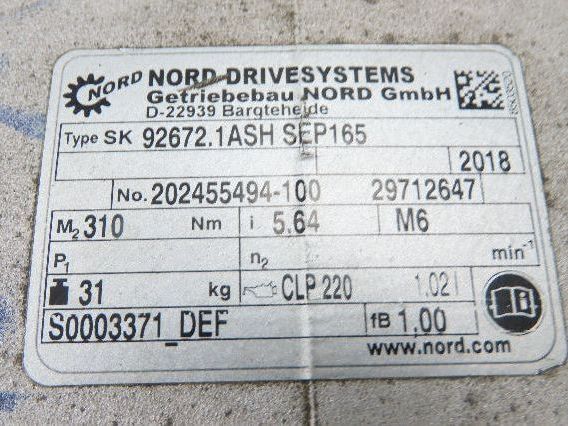 NORD NORD DRIVESYSTEMS
Getriebebau NORD GmbH
D-22939 Bargteheide
Type SK 92672.1ASH SEP165
2018
No. 202455494-100 29712647
M2 310 Nm i 5.64 M6
P1 n2 min-1
31 kg CLP 220 1,02 l
S0003371_DEF fB 1,00
www.nord.com